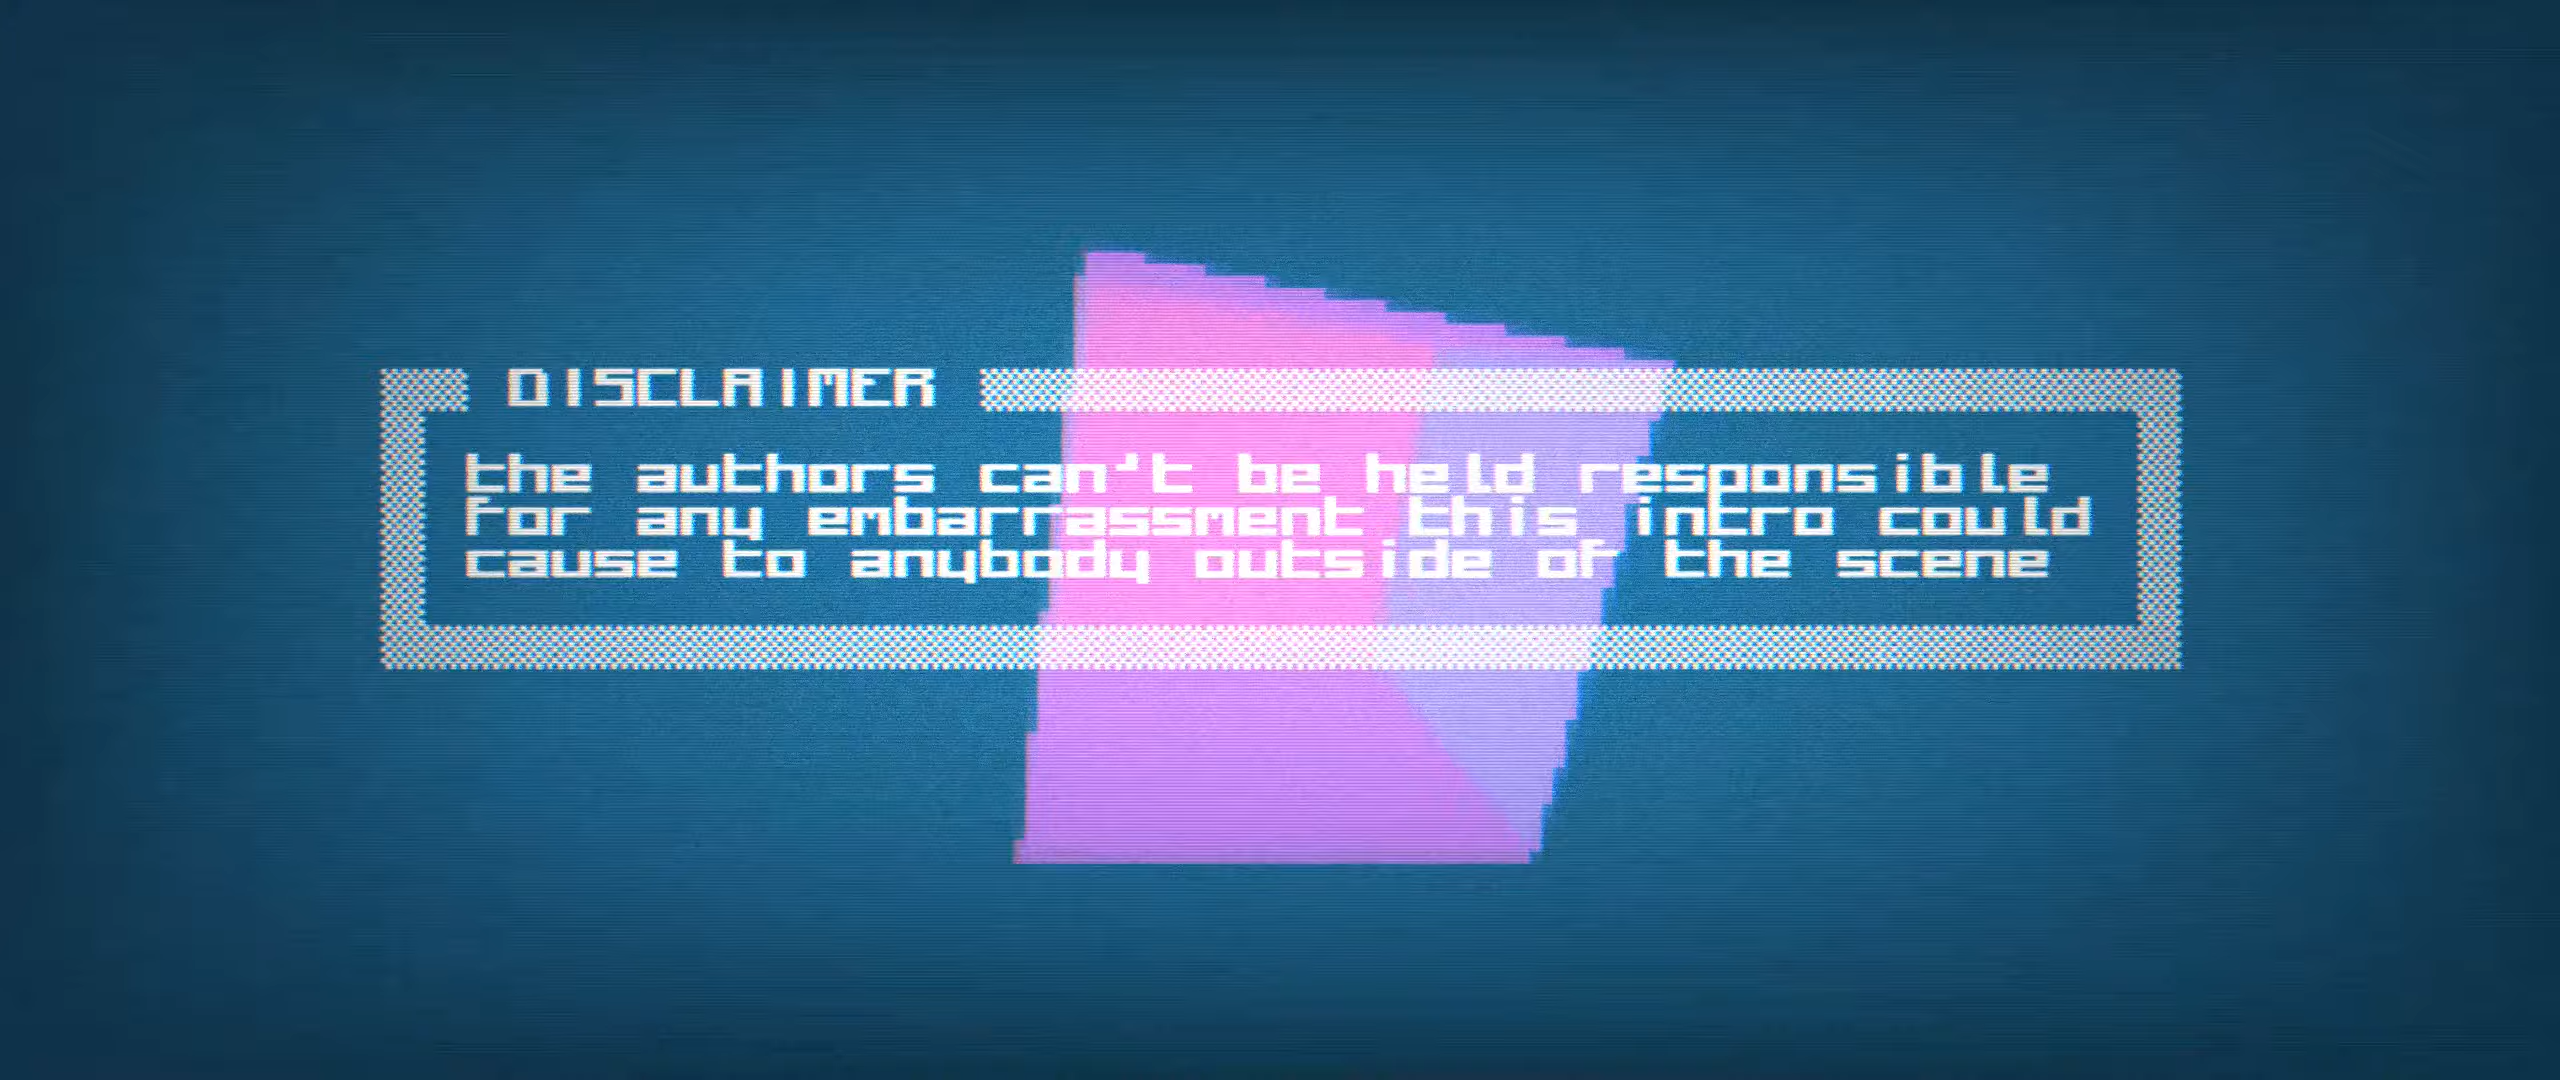 DISCLAIMER
the authors can't be held responsible
for any embarrassment this intro could
cause to anybody outside of the scene